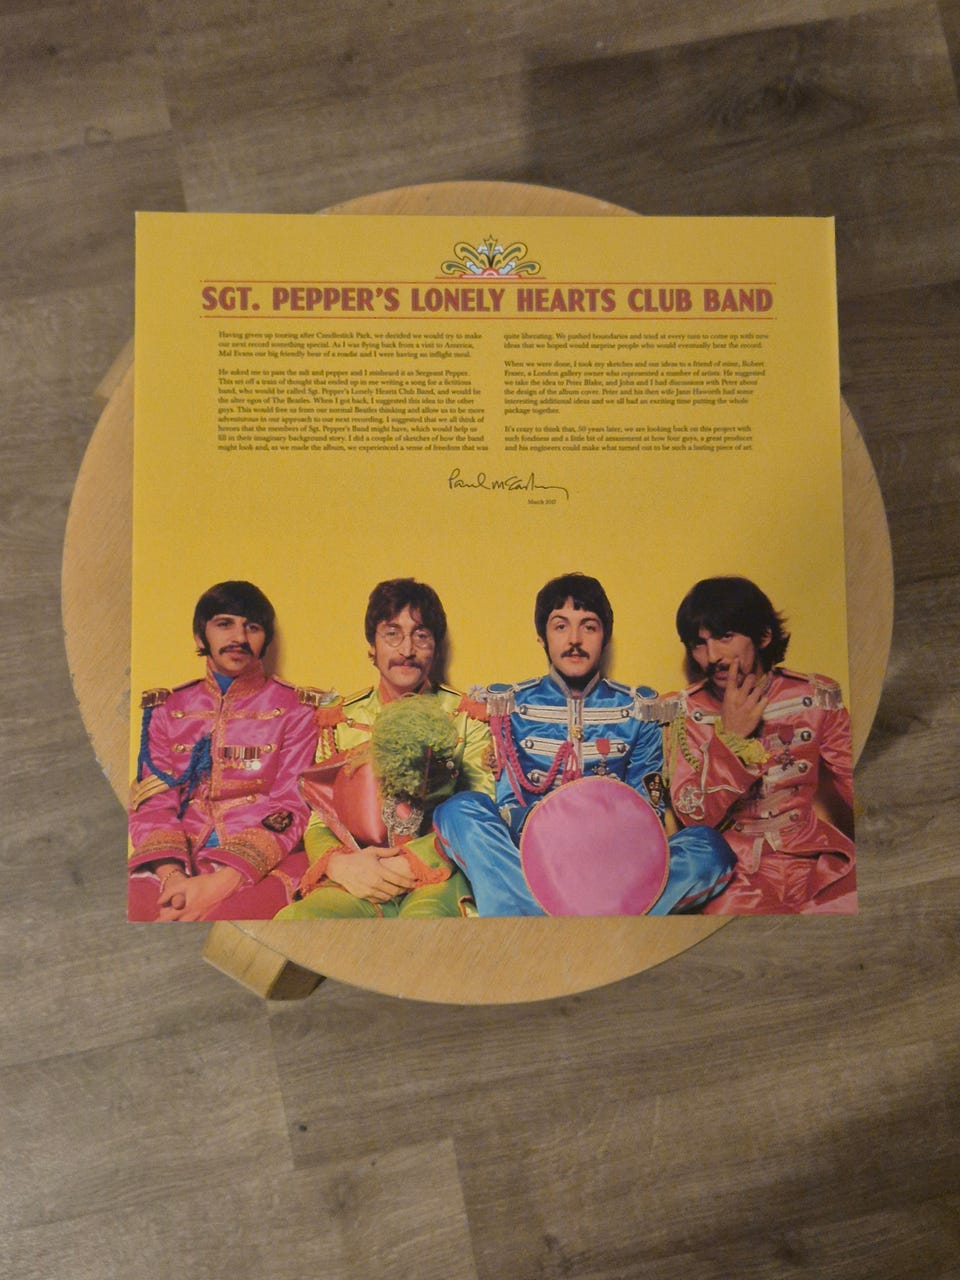 SGT. PEPPER'S LONELY HEARTS CLUB BAND
Having given up touring after Candlestick Park, we decided we would try to make
our next record something special. As I was flying back from a visit to America,
Mal Evans our big friendly bear of a roadie and I were having an inflight meal.
He asked me to pass the salt and pepper and I misheard it as Sergeant Pepper.
This set off a train of thought that ended up in me writing a song for a fictitious
band, who would be called Sgt. Pepper's Lonely Hearts Club Band, and would be
the alter egos of The Beatles. When I got back, I suggested this idea to the other
guys. This would free us from our normal Beatles thinking and allow us to be more
adventurous in our approach to our next recording. I suggested that we all think of
heroes that the members of Sgt. Pepper's Band might have, which would help us
fill in their imaginary background story. I did a couple of sketches of how the band
might look and, as we made the album, we experienced a sense of freedom that was
quite liberating. We pushed boundaries and tried at every turn to come up with new
ideas that we hoped would surprise people who would eventually hear the record.
When we were done, I took my sketches and our ideas to a friend of mine, Robert
Fraser, a London gallery owner who represented a number of artists. He suggested
we take the idea to Peter Blake, and John and I had discussions with Peter about
the design of the album cover. Peter and his then wife Jann Haworth had some
interesting additional ideas and we all had an exciting time putting the whole
package together.
It's crazy to think that, 50 years later, we are looking back on this project with
such fondness and a little bit of amazement at how four guys, a great producer
and his engineers could make what turned out to be such a lasting piece of art.
Paul McCartney
March 2017